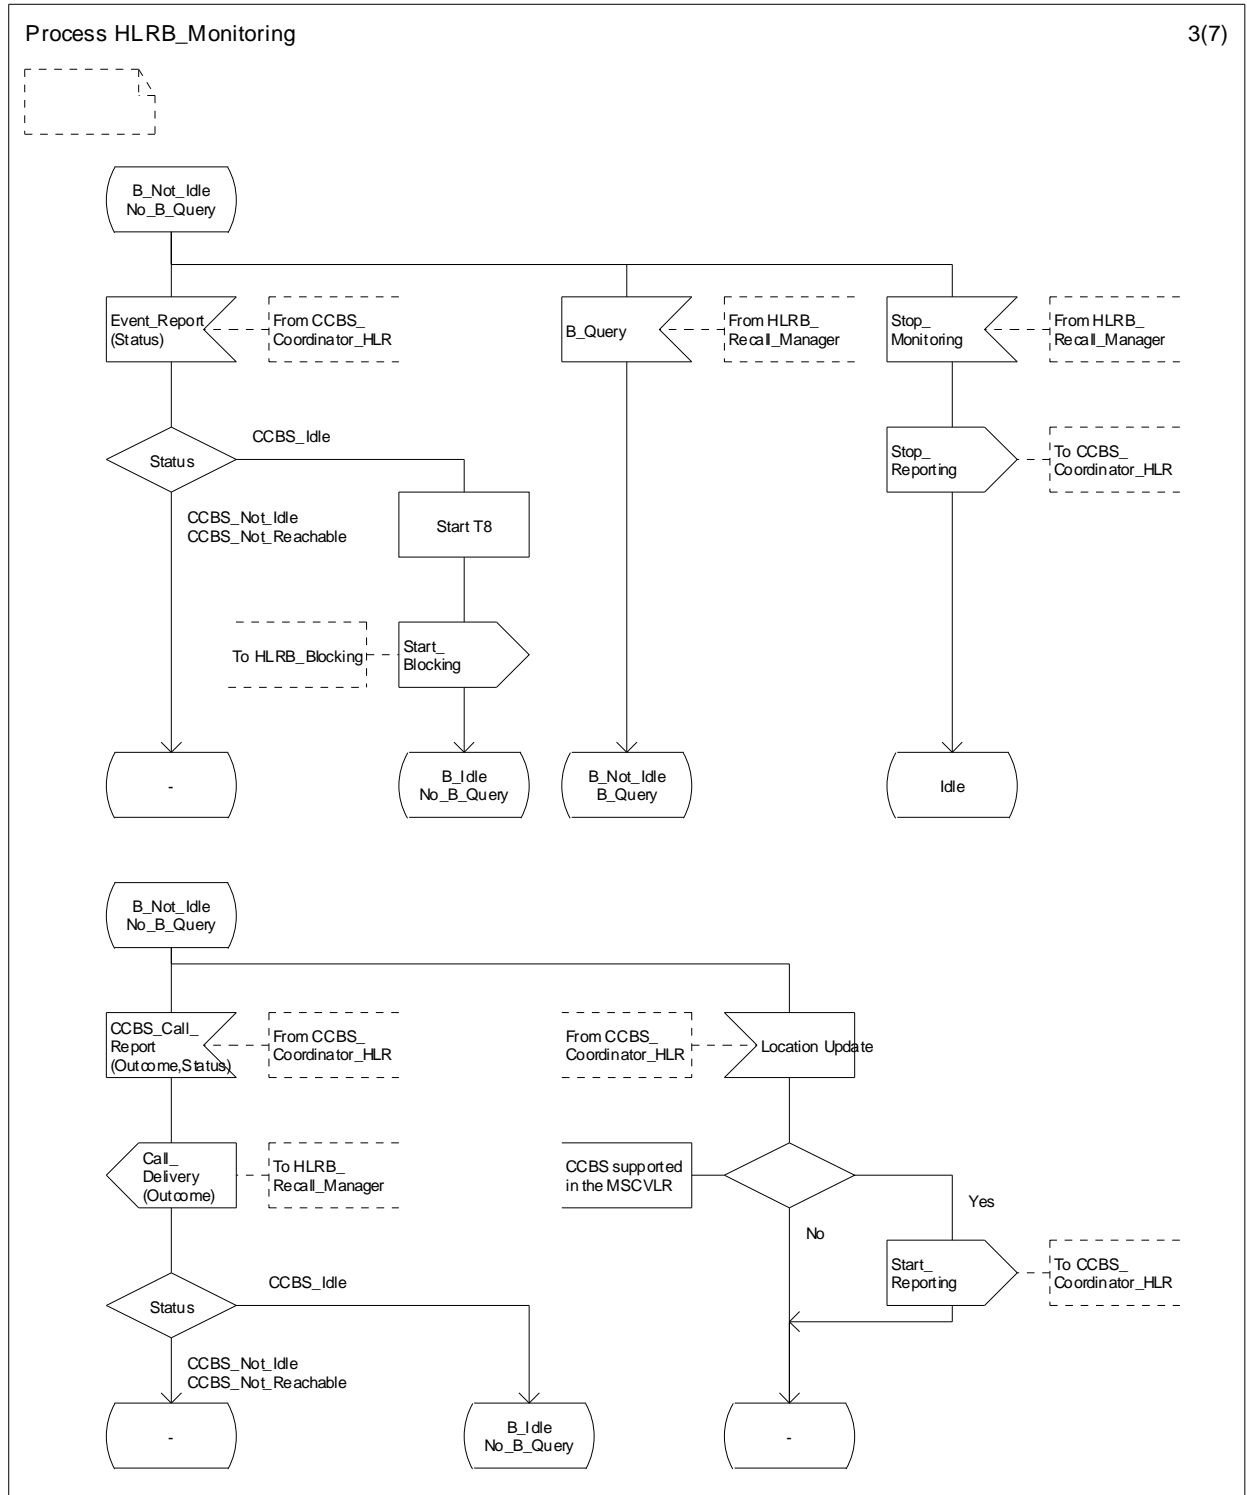 Process HLRB_Monitoring
3(7)
B_Not_Idle
No_B_Query
Event_Report
(Status)
From CCBS_
Coordinator_HLR
B_Query
From HLRB_
Recall_Manager
Stop_
Monitoring
From HLRB_
Recall_Manager
Status
CCBS_Idle
Stop_
Reporting
To CCBS_
Coordinator_HLR
CCBS_Not_Idle
CCBS_Not_Reachable
Start T8
To HLRB_Blocking
Start_
Blocking
-
B_Idle
No_B_Query
B_Not_Idle
B_Query
Idle
B_Not_Idle
No_B_Query
CCBS_Call_
Report
(Outcome,Status)
From CCBS_
Coordinator_HLR
From CCBS_
Coordinator_HLR
Location Update
Call_
Delivery
(Outcome)
To HLRB_
Recall_Manager
CCBS supported
in the MSCVLR
Yes
No
Start_
Reporting
To CCBS_
Coordinator_HLR
Status
CCBS_Idle
CCBS_Not_Idle
CCBS_Not_Reachable
-
B_Idle
No_B_Query
-